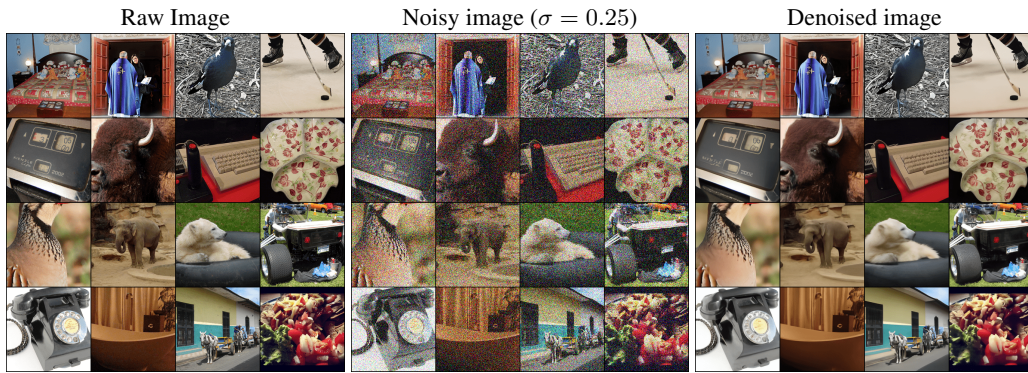 Raw Image
Noisy image (σ = 0.25)
Denoised image